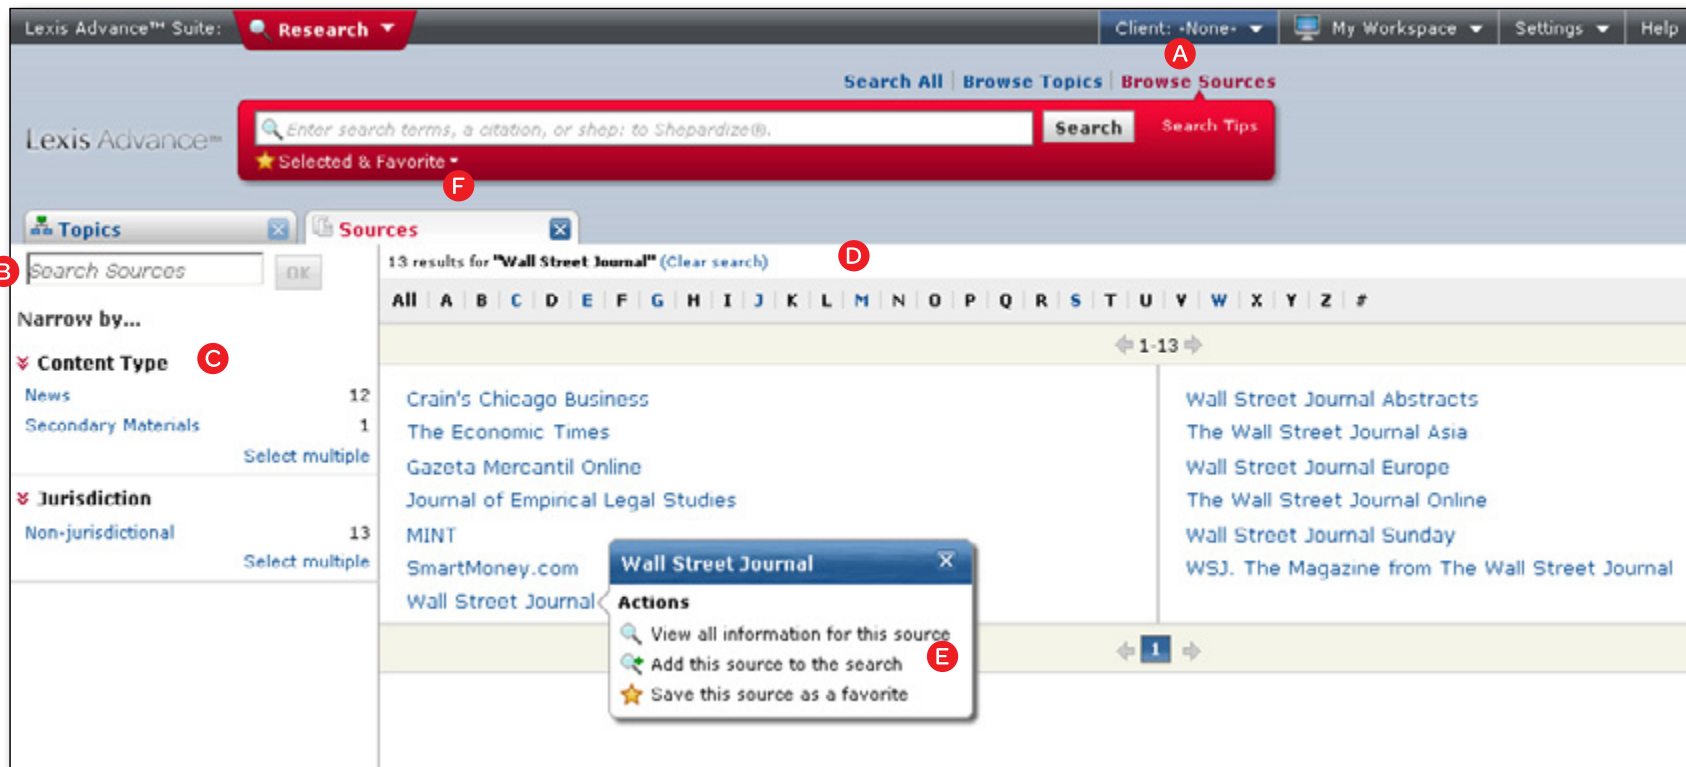 Lexis Advance™ Suite: Research Client: -None- My Workspace Settings Help
A
Search All Browse Topics Browse Sources
Lexis Advance™ Enter search terms, a citation, or shep: to Shepardize®. Search Search Tips
Selected & Favorite
F
Topics Sources
B Search Sources OK
13 results for "Wall Street Journal" (Clear search) D
All A B C D E F G H I J K L M N O P Q R S T U V W X Y Z #
1-13
Narrow by...
Content Type C
News 12
Secondary Materials 1
Select multiple
Jurisdiction
Non-jurisdictional 13
Select multiple
Crain's Chicago Business
The Economic Times
Gazeta Mercantil Online
Journal of Empirical Legal Studies
MINT
SmartMoney.com
Wall Street Journal
Wall Street Journal
Actions
View all information for this source
Add this source to the search E
Save this source as a favorite
Wall Street Journal Abstracts
The Wall Street Journal Asia
Wall Street Journal Europe
The Wall Street Journal Online
Wall Street Journal Sunday
WSJ. The Magazine from The Wall Street Journal
1